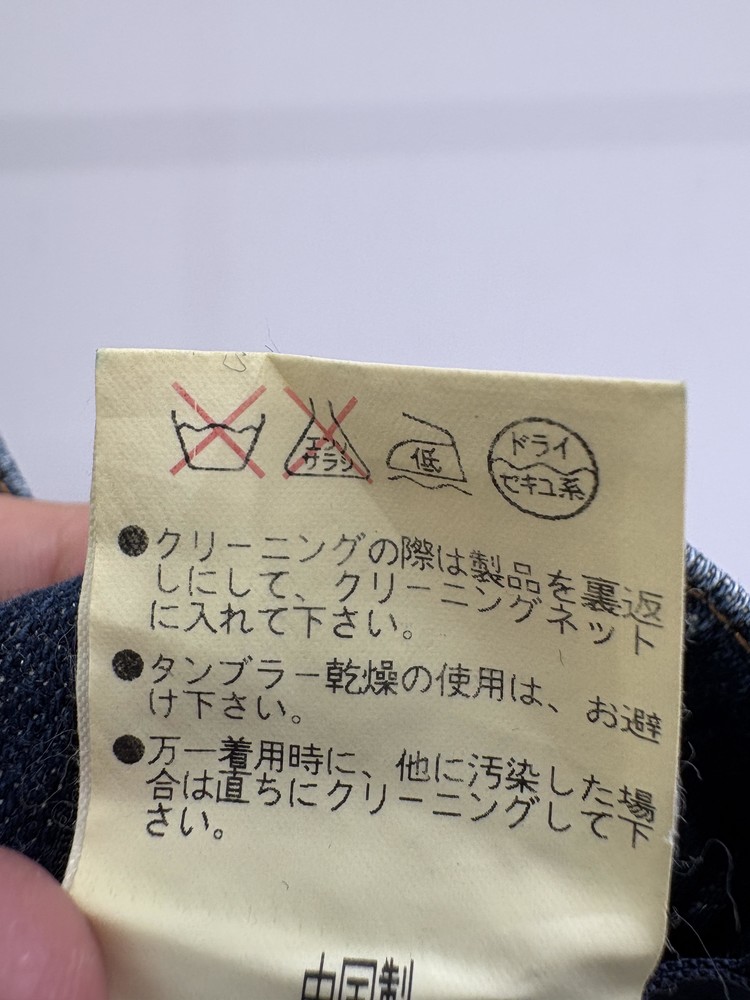 エンソ
サラシ
低
ドライ
セキユ系
●クリーニングの際は製品を裏返
しにして、クリーニングネット
に入れて下さい。
●タンブラー乾燥の使用は、お避
け下さい。
●万一着用時に、他に汚染した場
合は直ちにクリーニングして下
さい。
中国製